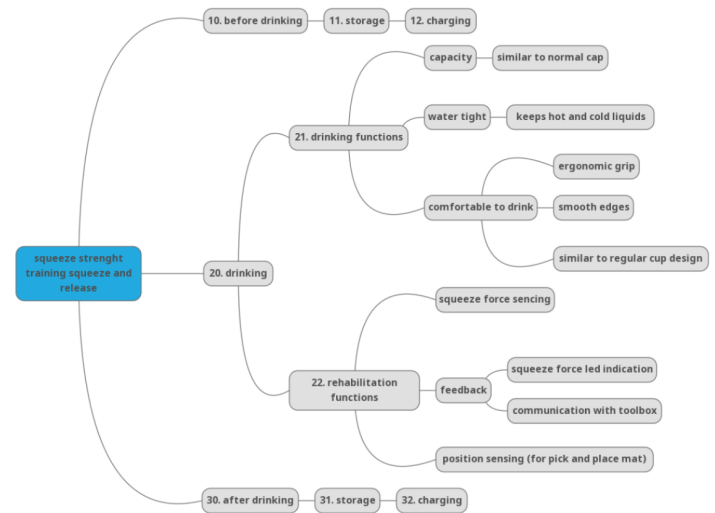 10. before drinking
11. storage
12. charging
capacity
similar to normal cap
water tight
keeps hot and cold liquids
21. drinking functions
ergonomic grip
comfortable to drink
smooth edges
similar to regular cup design
squeeze strenght
training squeeze and
release
20. drinking
squeeze force sencing
22. rehabilitation
functions
feedback
squeeze force led indication
communication with toolbox
position sensing (for pick and place mat)
30. after drinking
31. storage
32. charging